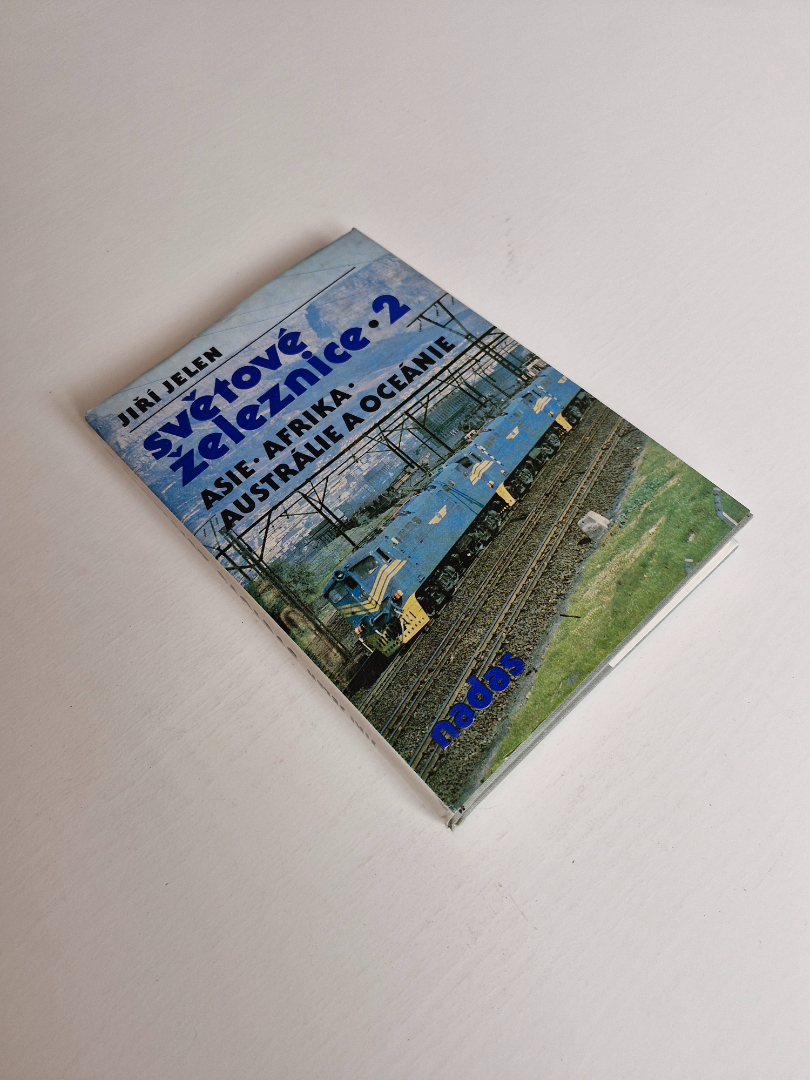 JIŘÍ JELEN
světové
železnice·2
ASIE·AFRIKA·
AUSTRÁLIE A OCEÁNIE
nadas